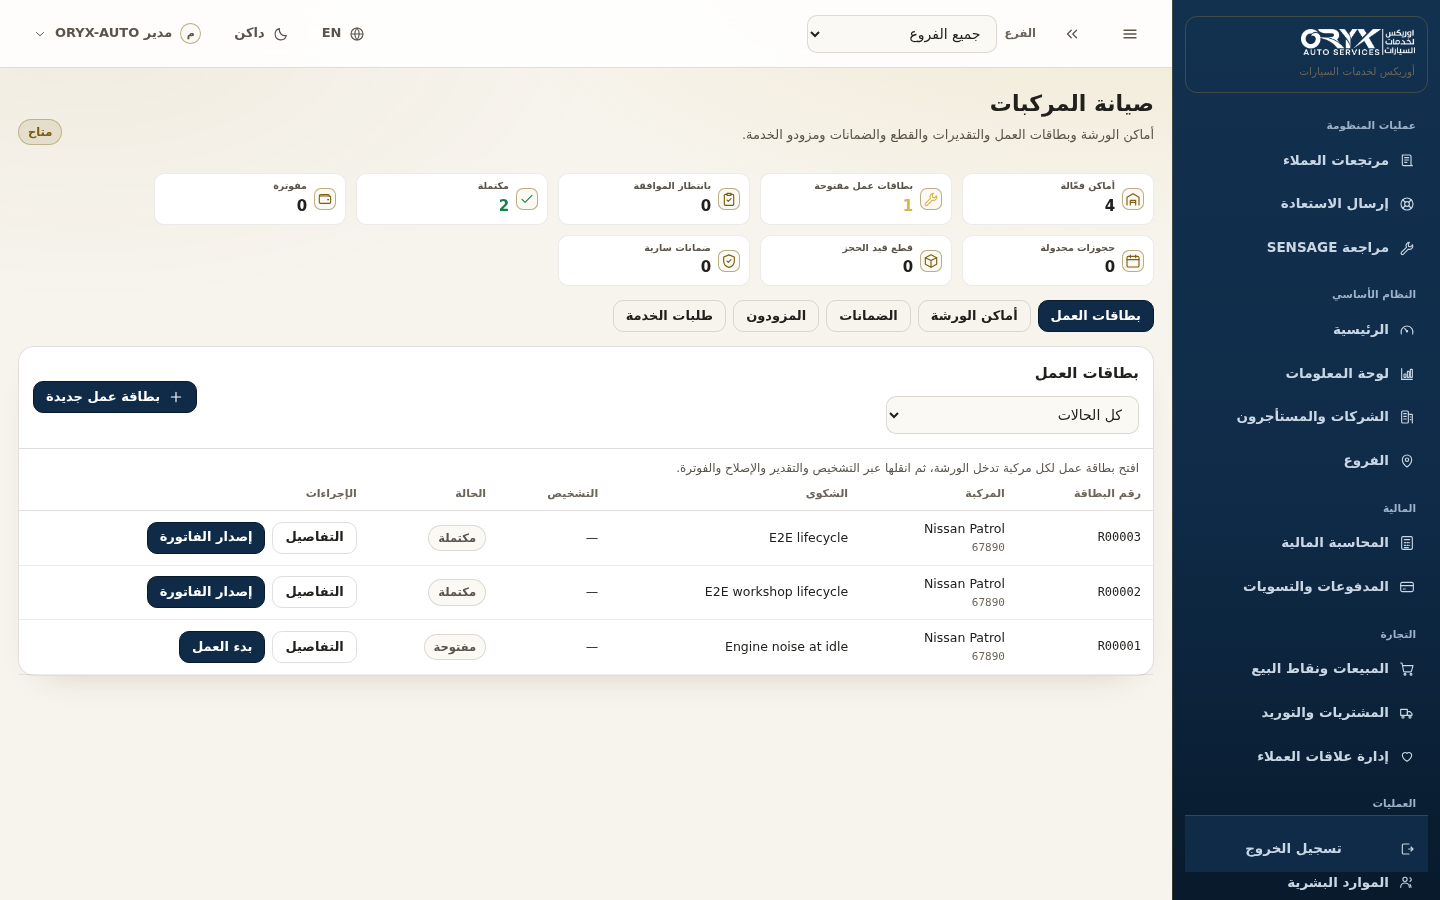 اوريكس لخدمات السيارات
ORYX
AUTO SERVICES
أوريكس لخدمات السيارات
عمليات المنظومة
مرتجعات العملاء
إرسال الاستعادة
مراجعة SENSAGE
النظام الأساسي
الرئيسية
لوحة المعلومات
الشركات والمستأجرون
الفروع
المالية
المحاسبة المالية
المدفوعات والتسويات
التجارة
المبيعات ونقاط البيع
المشتريات والتوريد
إدارة علاقات العملاء
العمليات
تسجيل الخروج
الموارد البشرية
الفرع
جميع الفروع
EN
داكن
م
مدير ORYX-AUTO
صيانة المركبات
أماكن الورشة وبطاقات العمل والتقديرات والقطع والضمانات ومزودو الخدمة.
متاح
أماكن فعّالة
4
بطاقات عمل مفتوحة
1
بانتظار الموافقة
0
مكتملة
2
مفوترة
0
حجوزات مجدولة
0
قطع قيد الحجز
0
ضمانات سارية
0
بطاقات العمل
أماكن الورشة
الضمانات
المزودون
طلبات الخدمة
بطاقات العمل
كل الحالات
بطاقة عمل جديدة
افتح بطاقة عمل لكل مركبة تدخل الورشة، ثم انقلها عبر التشخيص والتقدير والإصلاح والفوترة.
رقم البطاقة المركبة الشكوى التشخيص الحالة الإجراءات
R00003 Nissan Patrol 67890 E2E lifecycle — مكتملة التفاصيل إصدار الفاتورة
R00002 Nissan Patrol 67890 E2E workshop lifecycle — مكتملة التفاصيل إصدار الفاتورة
R00001 Nissan Patrol 67890 Engine noise at idle — مفتوحة التفاصيل بدء العمل